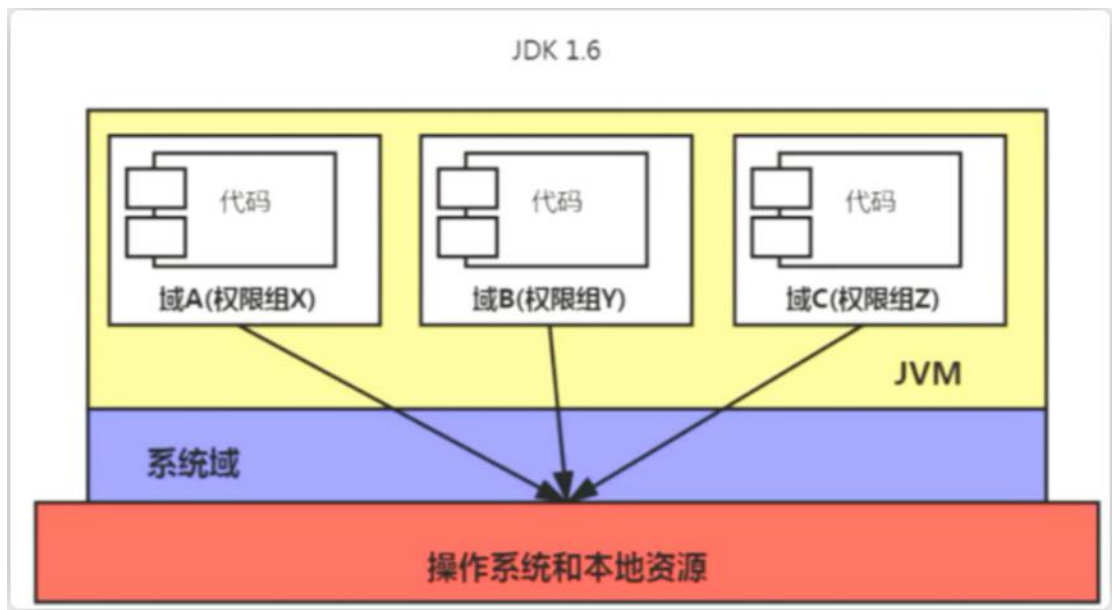 JDK 1.6
代码
代码
代码
域A(权限组X)
域B(权限组Y)
域C(权限组Z)
JVM
系统域
操作系统和本地资源